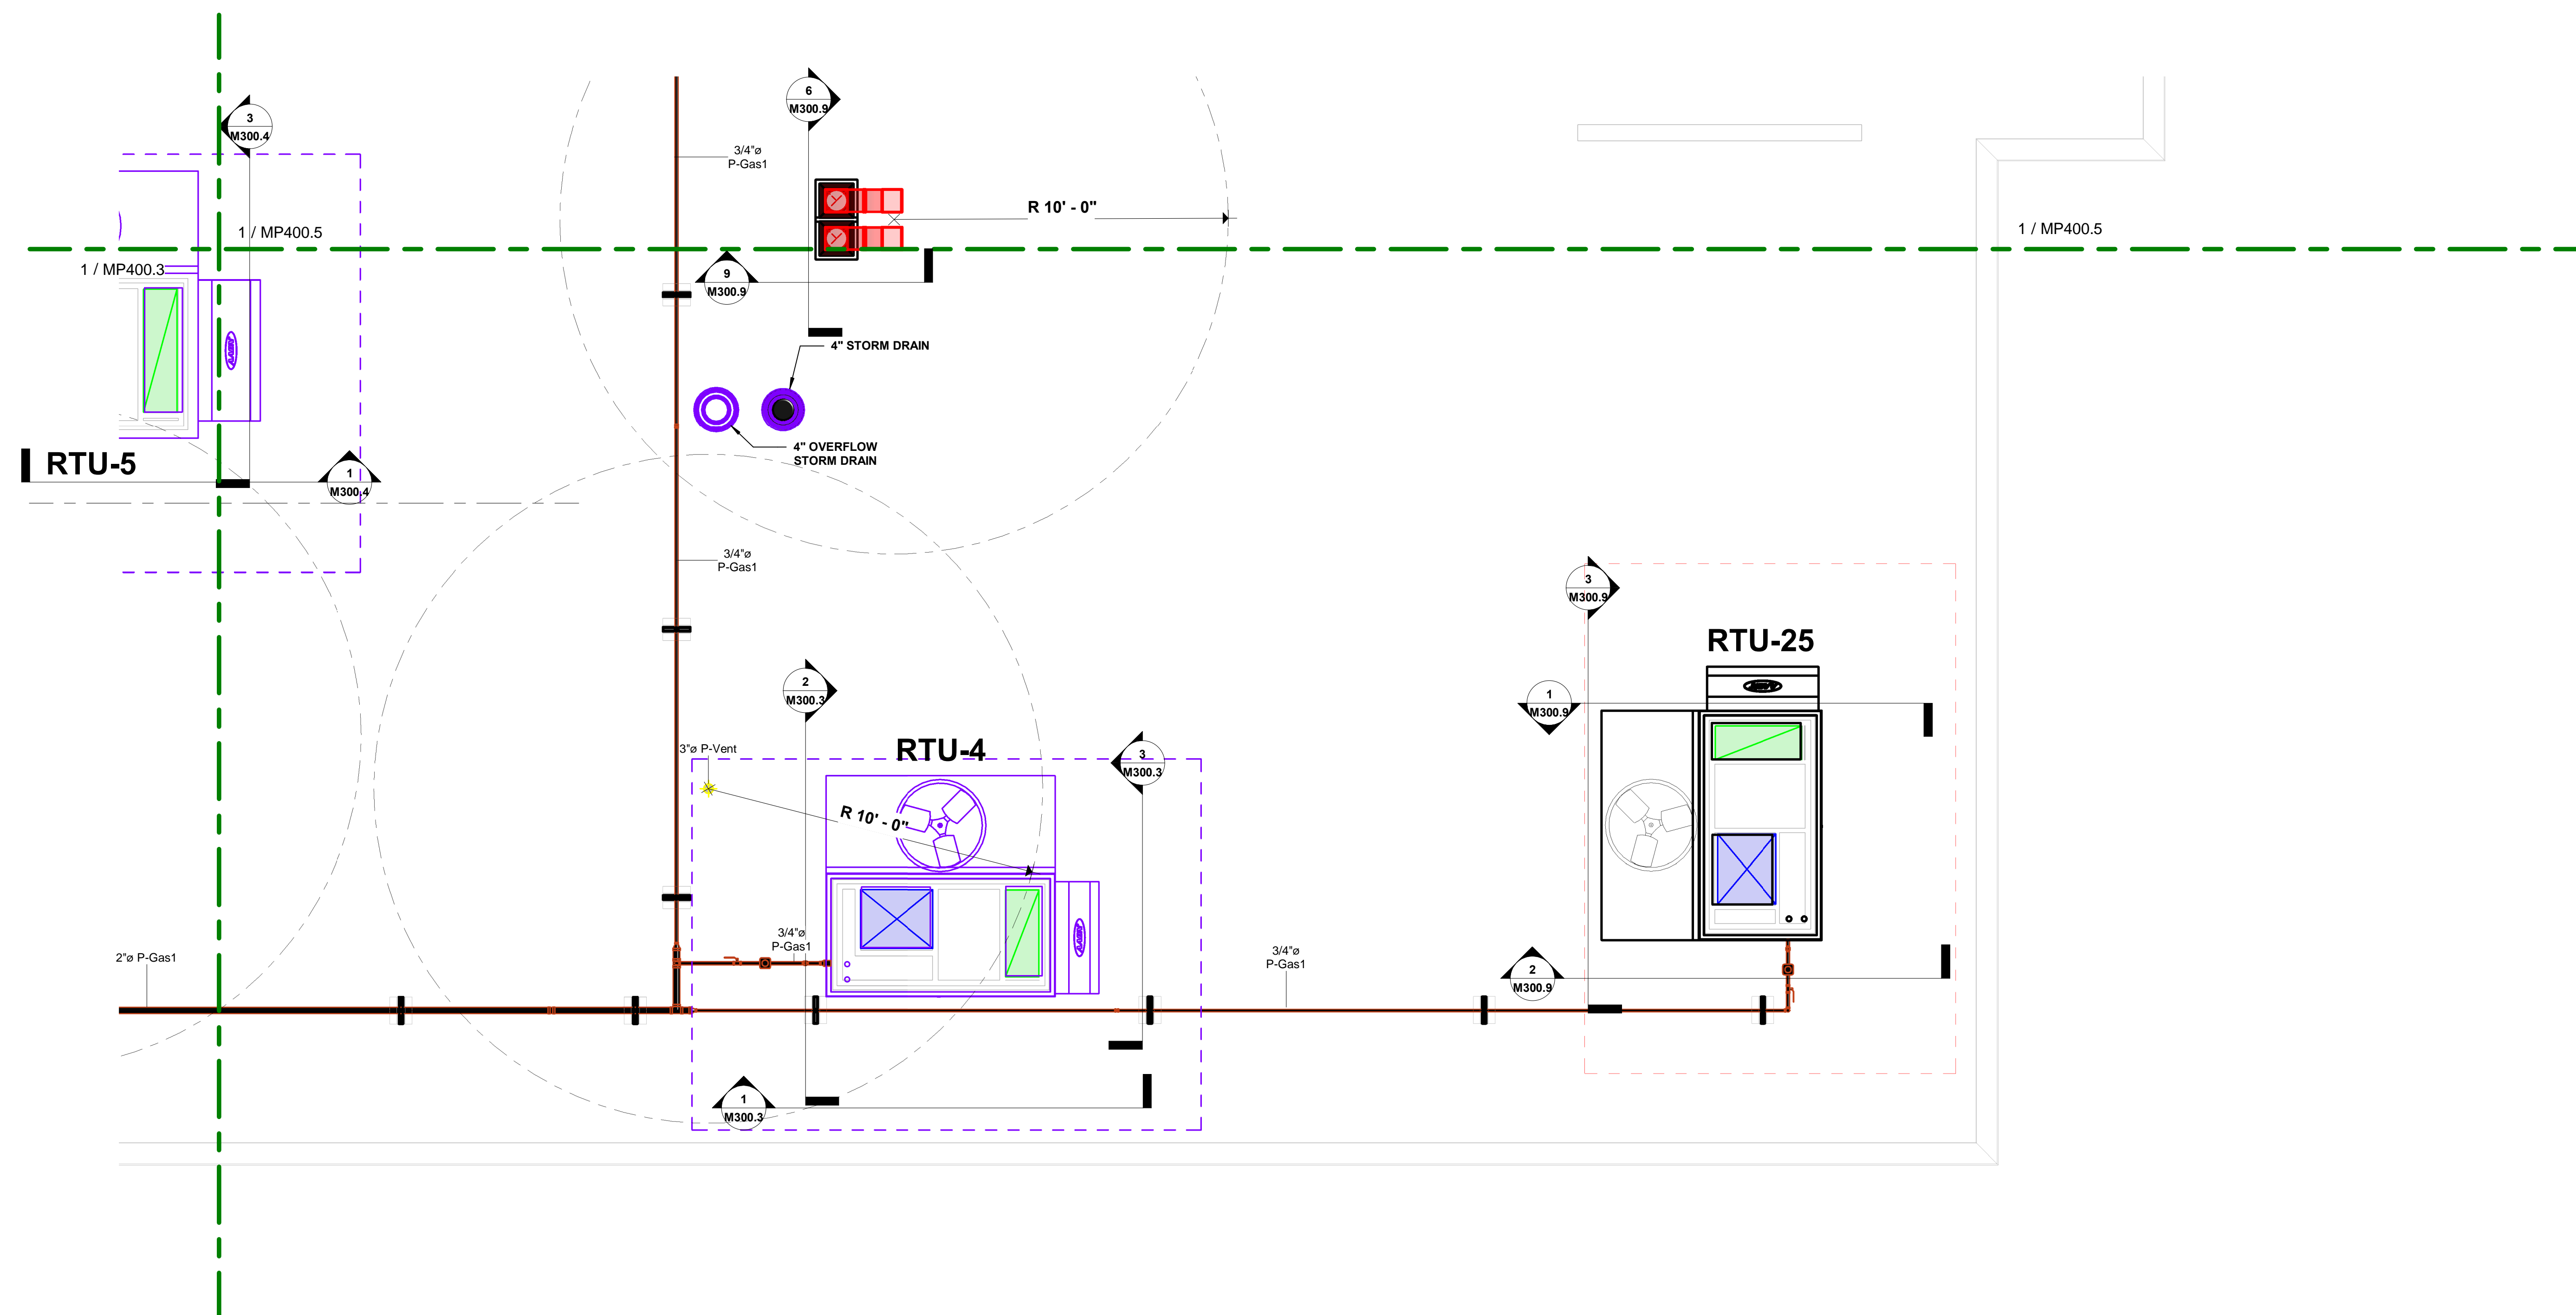 6
M300.9
3
M300.4
3/4"ø
P-Gas1
R 10' - 0"
1 / MP400.5
1 / MP400.5
1 / MP400.3
9
M300.9
4" STORM DRAIN
4" OVERFLOW
STORM DRAIN
RTU-5
1
M300.4
3/4"ø
P-Gas1
3
M300.9
RTU-25
2
M300.3
1
M300.9
3"ø P-Vent
RTU-4
3
M300.3
R 10' - 0"
3/4"ø
P-Gas1
2"ø P-Gas1
3/4"ø
P-Gas1
2
M300.9
1
M300.3